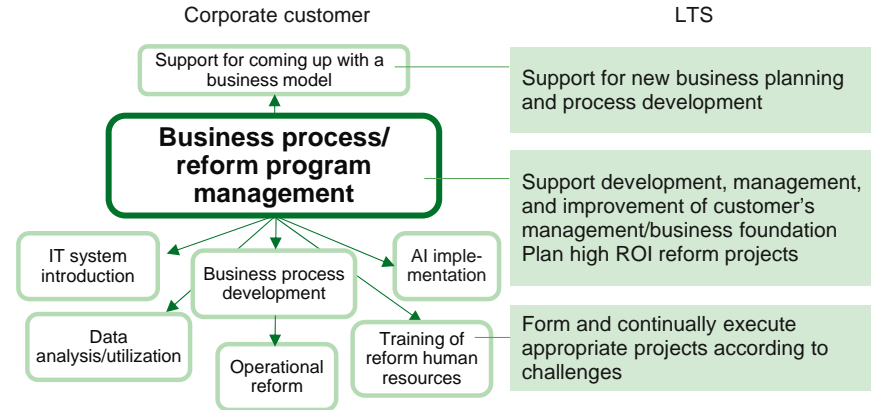 Corporate customer
LTS
Support for coming up with a
business model
Support for new business planning
and process development
Business process/
reform program
management
Support development, management,
and improvement of customer's
management/business foundation
Plan high ROI reform projects
IT system
introduction
Business process
development
AI imple-
mentation
Data
analysis/utilization
Operational
reform
Training of
reform human
resources
Form and continually execute
appropriate projects according to
challenges